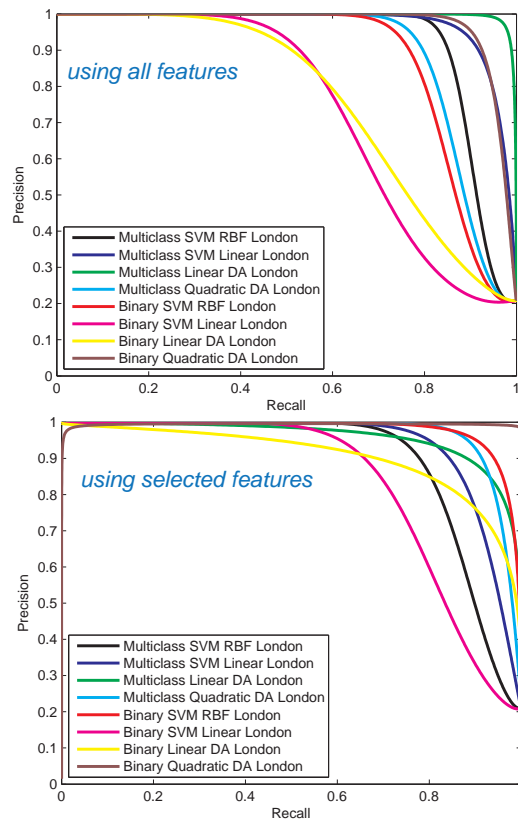 1
0.9
0.8
0.7
0.6
0.5
0.4
0.3
0.2
0.1
0
Precision
using all features
Multiclass SVM RBF London
Multiclass SVM Linear London
Multiclass Linear DA London
Multiclass Quadratic DA London
Binary SVM RBF London
Binary SVM Linear London
Binary Linear DA London
Binary Quadratic DA London
0 0.2 0.4 0.6 0.8 1
Recall
1
0.9
0.8
0.7
0.6
0.5
0.4
0.3
0.2
0.1
0
Precision
using selected features
Multiclass SVM RBF London
Multiclass SVM Linear London
Multiclass Linear DA London
Multiclass Quadratic DA London
Binary SVM RBF London
Binary SVM Linear London
Binary Linear DA London
Binary Quadratic DA London
0 0.2 0.4 0.6 0.8
Recall